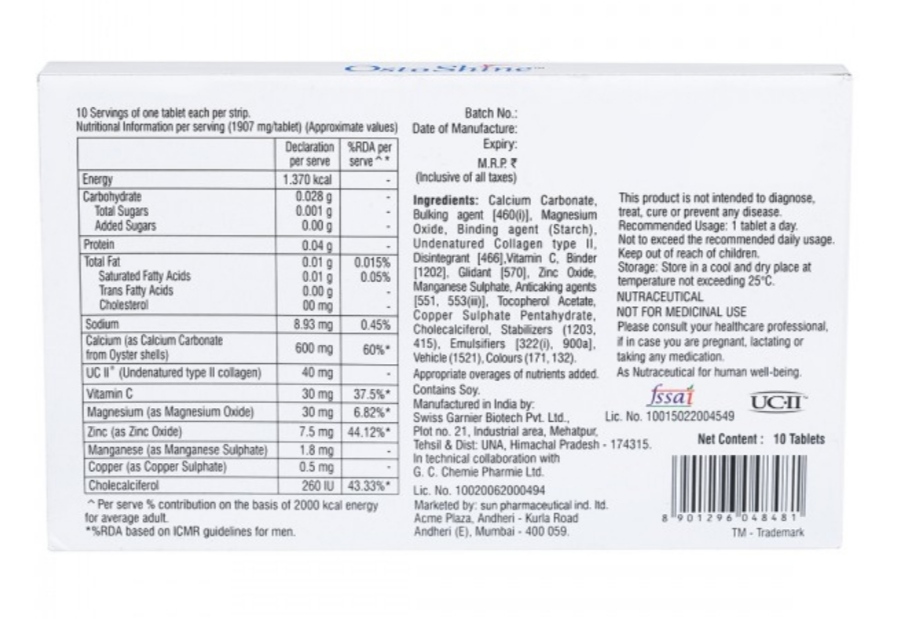 OstoShine™
10 Servings of one tablet each per strip.
Nutritional Information per serving (1907 mg/tablet) (Approximate values)
Declaration per serve %RDA per serve ^*
Energy 1.370 kcal -
Carbohydrate 0.028 g -
Total Sugars 0.001 g -
Added Sugars 0.00 g -
Protein 0.04 g -
Total Fat 0.01 g 0.015%
Saturated Fatty Acids 0.01 g 0.05%
Trans Fatty Acids 0.00 g -
Cholesterol 00 mg -
Sodium 8.93 mg 0.45%
Calcium (as Calcium Carbonate
from Oyster shells) 600 mg 60%*
UC II® (Undenatured type II collagen) 40 mg -
Vitamin C 30 mg 37.5%*
Magnesium (as Magnesium Oxide) 30 mg 6.82%*
Zinc (as Zinc Oxide) 7.5 mg 44.12%*
Manganese (as Manganese Sulphate) 1.8 mg -
Copper (as Copper Sulphate) 0.5 mg -
Cholecalciferol 260 IU 43.33%*
^ Per serve % contribution on the basis of 2000 kcal energy
for average adult.
*%RDA based on ICMR guidelines for men.
Batch No.:
Date of Manufacture:
Expiry:
M.R.P. ₹
(Inclusive of all taxes)
Ingredients: Calcium Carbonate,
Bulking agent [460(i)], Magnesium
Oxide, Binding agent (Starch),
Undenatured Collagen type II,
Disintegrant [466],Vitamin C, Binder
[1202], Glidant [570], Zinc Oxide,
Manganese Sulphate, Anticaking agents
[551, 553(iii)], Tocopherol Acetate,
Copper Sulphate Pentahydrate,
Cholecalciferol, Stabilizers (1203,
415), Emulsifiers [322(i), 900a],
Vehicle (1521), Colours (171, 132).
Appropriate overages of nutrients added.
Contains Soy.
Manufactured in India by:
Swiss Garnier Biotech Pvt. Ltd.,
Plot no. 21, Industrial area, Mehatpur,
Tehsil & Dist: UNA, Himachal Pradesh - 174315.
In technical collaboration with
G. C. Chemie Pharmie Ltd.
Lic. No. 10020062000494
Marketed by: sun pharmaceutical ind. ltd.
Acme Plaza, Andheri - Kurla Road
Andheri (E), Mumbai - 400 059.
This product is not intended to diagnose,
treat, cure or prevent any disease.
Recommended Usage: 1 tablet a day.
Not to exceed the recommended daily usage.
Keep out of reach of children.
Storage: Store in a cool and dry place at
temperature not exceeding 25°C.
NUTRACEUTICAL
NOT FOR MEDICINAL USE
Please consult your healthcare professional,
if in case you are pregnant, lactating or
taking any medication.
As Nutraceutical for human well-being.
fssai
UC-II
Lic. No. 10015022004549
Net Content : 10 Tablets
8 901296 048481
TM - Trademark